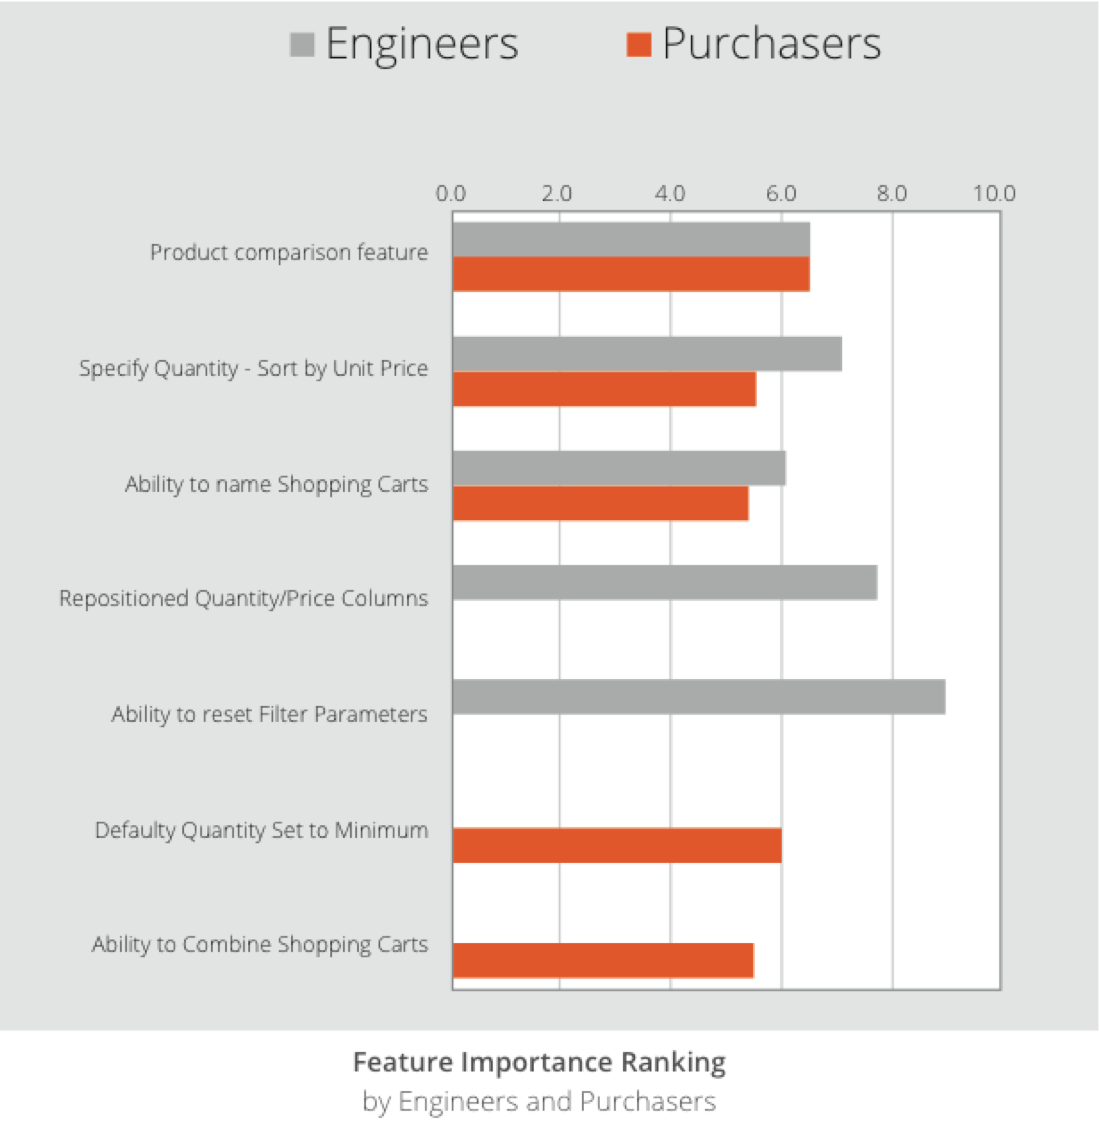 Engineers Purchasers
0.0 2.0 4.0 6.0 8.0 10.0
Product comparison feature
Specify Quantity - Sort by Unit Price
Ability to name Shopping Carts
Repositioned Quantity/Price Columns
Ability to reset Filter Parameters
Defaulty Quantity Set to Minimum
Ability to Combine Shopping Carts
Feature Importance Ranking
by Engineers and Purchasers